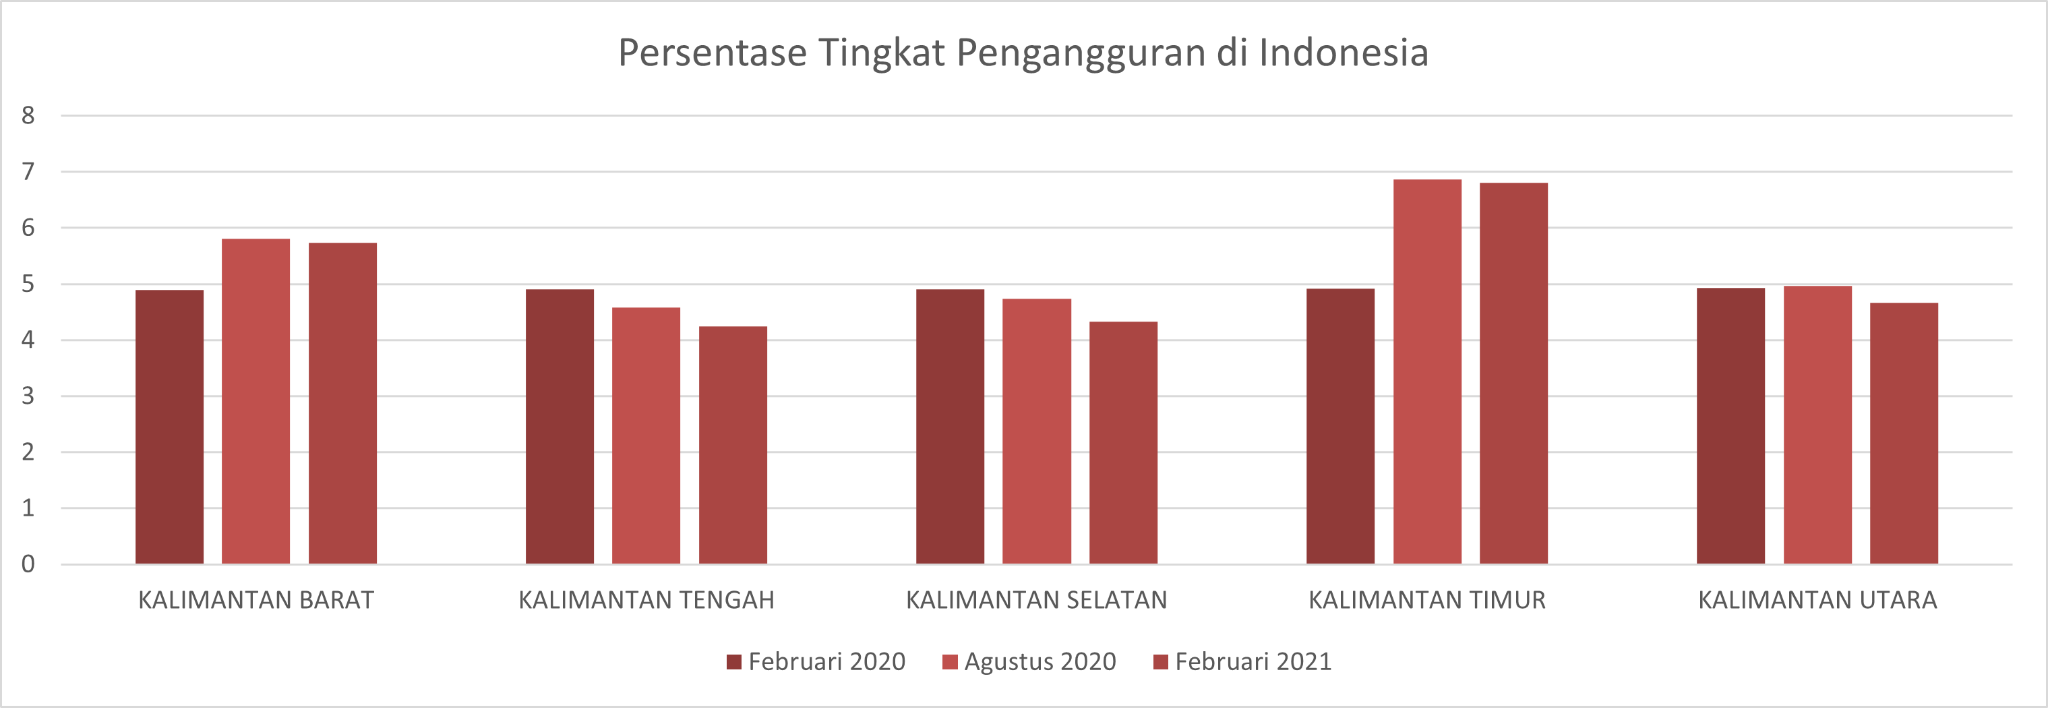 Persentase Tingkat Pengangguran di Indonesia
8
7
6
5
4
3
2
1
0
KALIMANTAN BARAT
KALIMANTAN TENGAH
KALIMANTAN SELATAN
KALIMANTAN TIMUR
KALIMANTAN UTARA
Februari 2020
Agustus 2020
Februari 2021